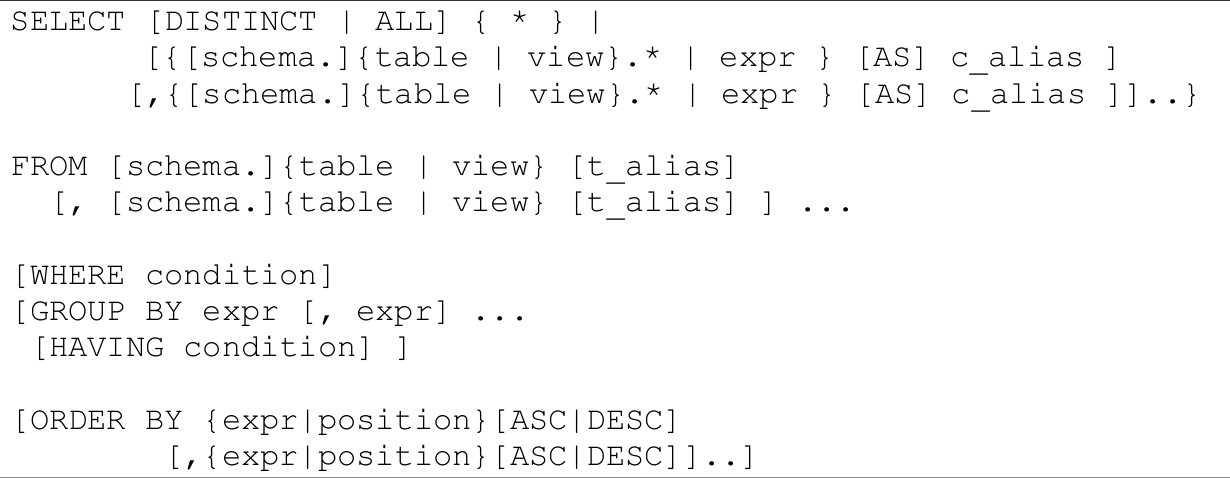 SELECT [DISTINCT | ALL] { * } |
[{[schema.]{table | view}.* | expr } [AS] c_alias ]
[,{[schema.]{table | view}.* | expr } [AS] c_alias ]]..}
FROM [schema.]{table | view} [t_alias]
[, [schema.]{table | view} [t_alias] ] ...
[WHERE condition]
[GROUP BY expr [, expr] ...
[HAVING condition] ]
[ORDER BY {expr|position}[ASC|DESC]
[,{expr|position}[ASC|DESC]]..]